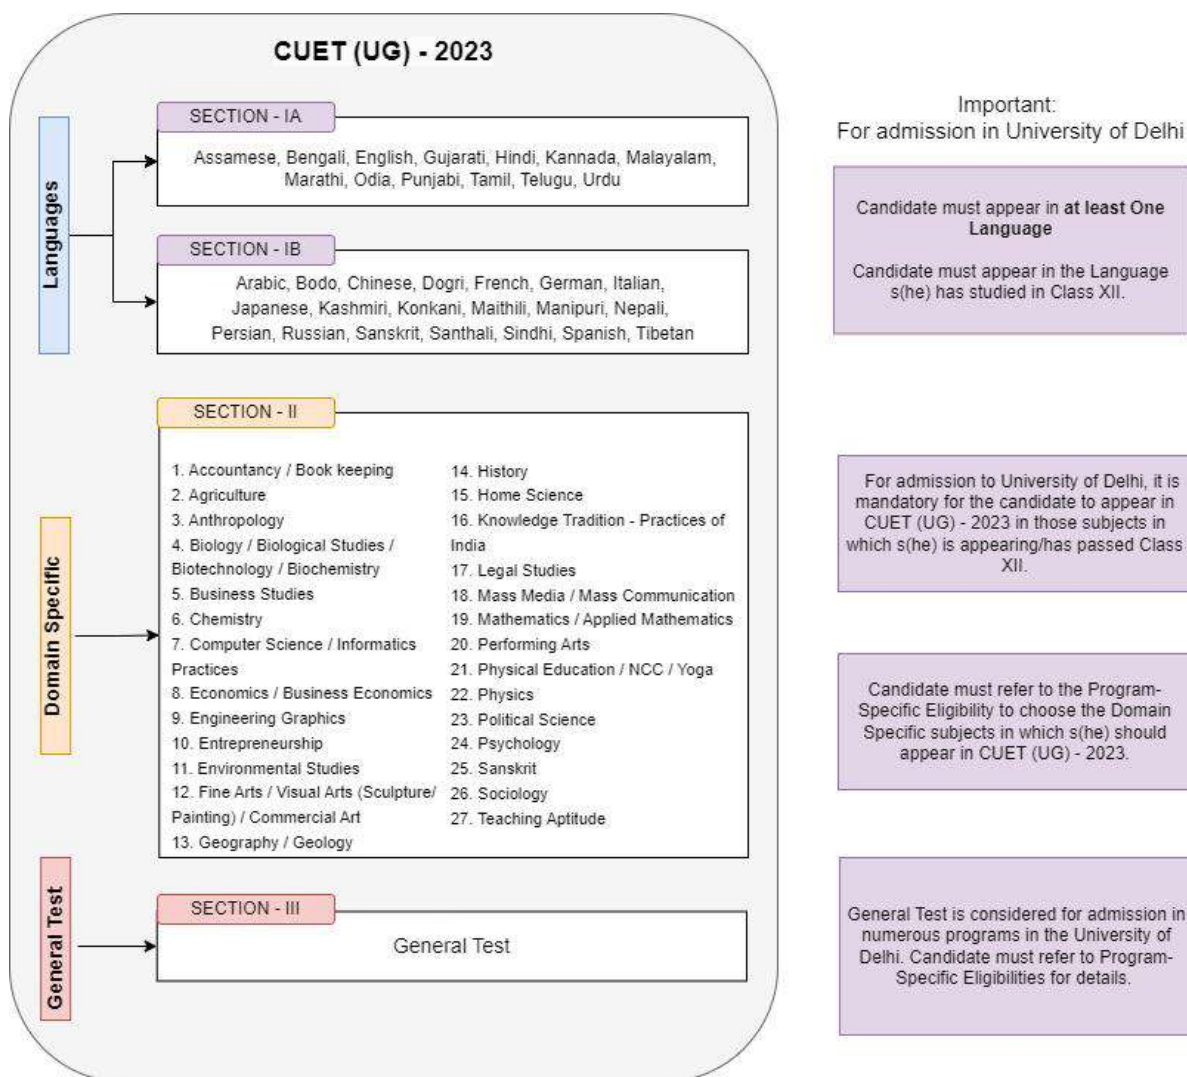 CUET (UG) - 2023
Languages
SECTION - IA
Assamese, Bengali, English, Gujarati, Hindi, Kannada, Malayalam,
Marathi, Odia, Punjabi, Tamil, Telugu, Urdu
SECTION - IB
Arabic, Bodo, Chinese, Dogri, French, German, Italian,
Japanese, Kashmiri, Konkani, Maithili, Manipuri, Nepali,
Persian, Russian, Sanskrit, Santhali, Sindhi, Spanish, Tibetan
Important:
For admission in University of Delhi
Candidate must appear in at least One
Language
Candidate must appear in the Language
s(he) has studied in Class XII.
Domain Specific
SECTION - II
1. Accountancy / Book keeping
2. Agriculture
3. Anthropology
4. Biology / Biological Studies /
Biotechnology / Biochemistry
5. Business Studies
6. Chemistry
7. Computer Science / Informatics
Practices
8. Economics / Business Economics
9. Engineering Graphics
10. Entrepreneurship
11. Environmental Studies
12. Fine Arts / Visual Arts (Sculpture/
Painting) / Commercial Art
13. Geography / Geology
14. History
15. Home Science
16. Knowledge Tradition - Practices of
India
17. Legal Studies
18. Mass Media / Mass Communication
19. Mathematics / Applied Mathematics
20. Performing Arts
21. Physical Education / NCC / Yoga
22. Physics
23. Political Science
24. Psychology
25. Sanskrit
26. Sociology
27. Teaching Aptitude
For admission to University of Delhi, it is
mandatory for the candidate to appear in
CUET (UG) - 2023 in those subjects in
which s(he) is appearing/has passed Class
XII.
Candidate must refer to the Program-
Specific Eligibility to choose the Domain
Specific subjects in which s(he) should
appear in CUET (UG) - 2023.
General Test
SECTION - III
General Test
General Test is considered for admission in
numerous programs in the University of
Delhi. Candidate must refer to Program-
Specific Eligibilities for details.